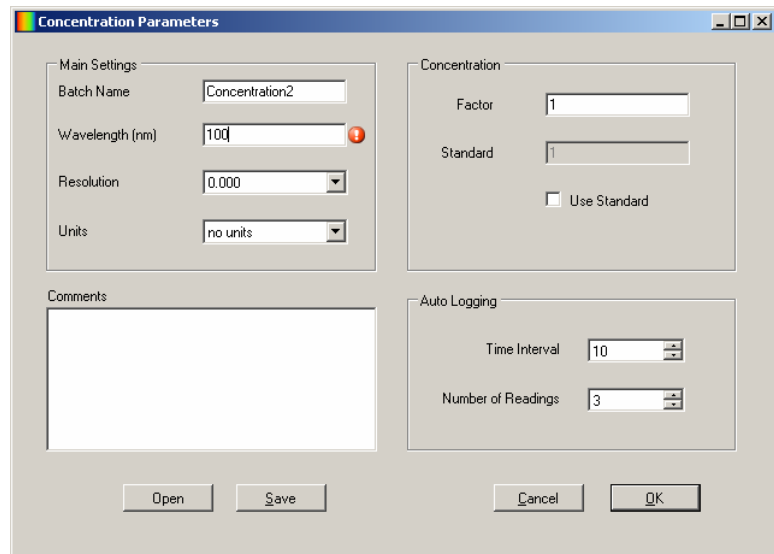 Concentration Parameters
Main Settings
Batch Name Concentration2
Wavelength (nm) 100
Resolution 0.000
Units no units
Concentration
Factor 1
Standard 1
Use Standard
Comments
Auto Logging
Time Interval 10
Number of Readings 3
Open Save Cancel OK